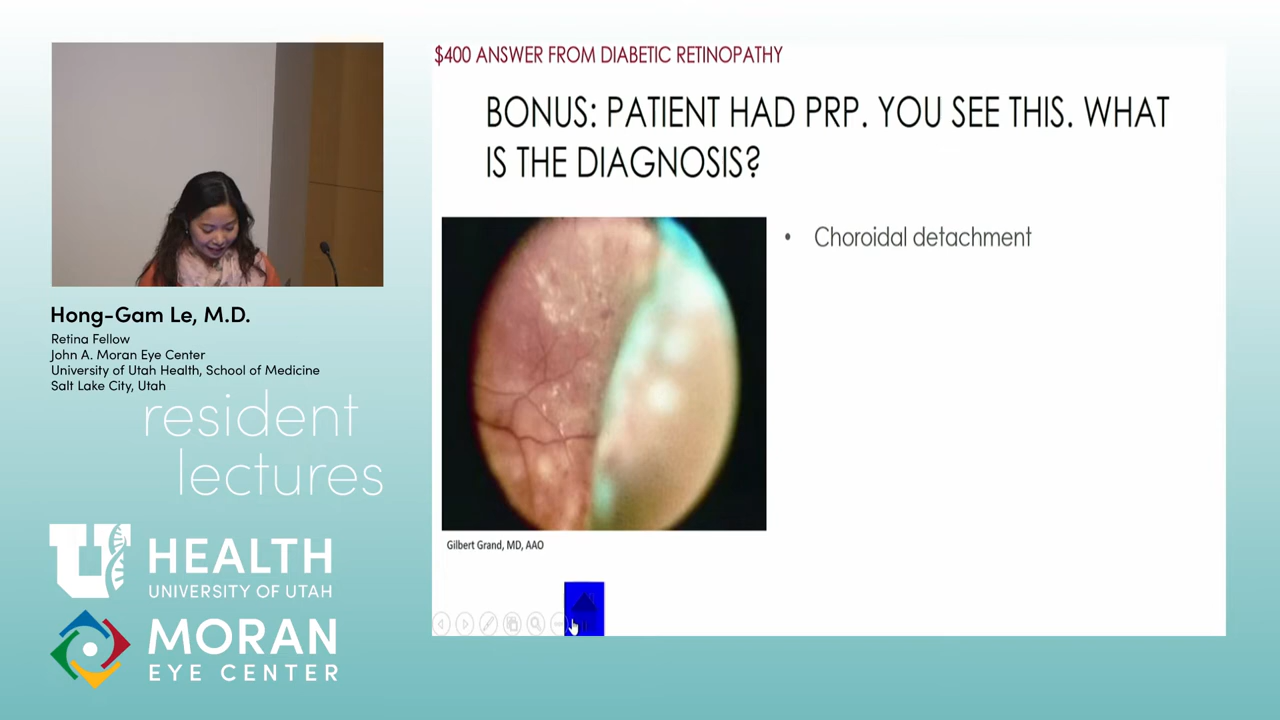 $400 ANSWER FROM DIABETIC RETINOPATHY
BONUS: PATIENT HAD PRP. YOU SEE THIS. WHAT
IS THE DIAGNOSIS?
• Choroidal detachment
Gilbert Grand, MD, AAO
Hong-Gam Le, M.D.
Retina Fellow
John A. Moran Eye Center
University of Utah Health, School of Medicine
Salt Lake City, Utah
resident
lectures
U HEALTH
UNIVERSITY OF UTAH
MORAN
EYE CENTER